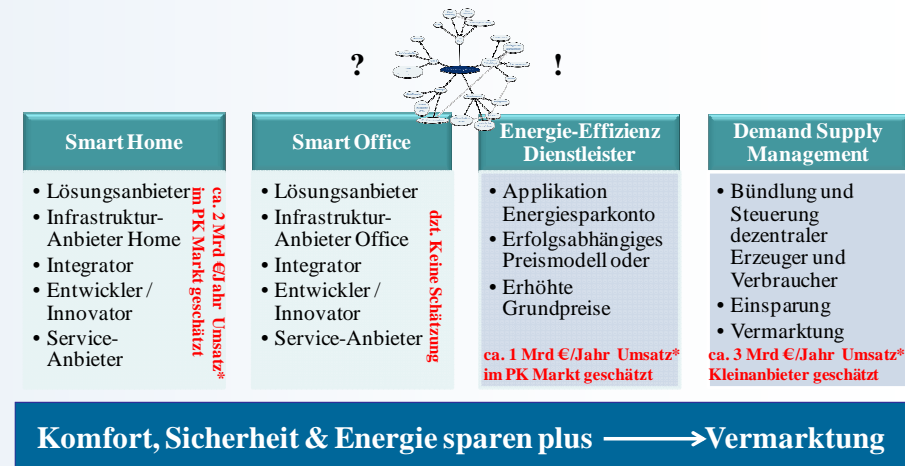 ? !
Smart Home
• Lösungsanbieter
• Infrastruktur-
Anbieter Home
• Integrator
• Entwickler /
Innovator
• Service-
Anbieter
ca. 2 Mrd €/Jahr Umsatz*
im PK Markt geschätzt
Smart Office
• Lösungsanbieter
• Infrastruktur-
Anbieter Office
• Integrator
• Entwickler /
Innovator
• Service-Anbieter
dzt. Keine Schätzung
Energie-Effizienz
Dienstleister
• Applikation
Energiesparkonto
• Erfolgsabhängiges
Preismodell oder
• Erhöhte
Grundpreise
ca. 1 Mrd €/Jahr Umsatz*
im PK Markt geschätzt
Demand Supply
Management
• Bündlung und
Steuerung
dezentraler
Erzeuger und
Verbraucher
• Einsparung
• Vermarktung
ca. 3 Mrd €/Jahr Umsatz*
Kleinanbieter geschätzt
Komfort, Sicherheit & Energie sparen plus → Vermarktung